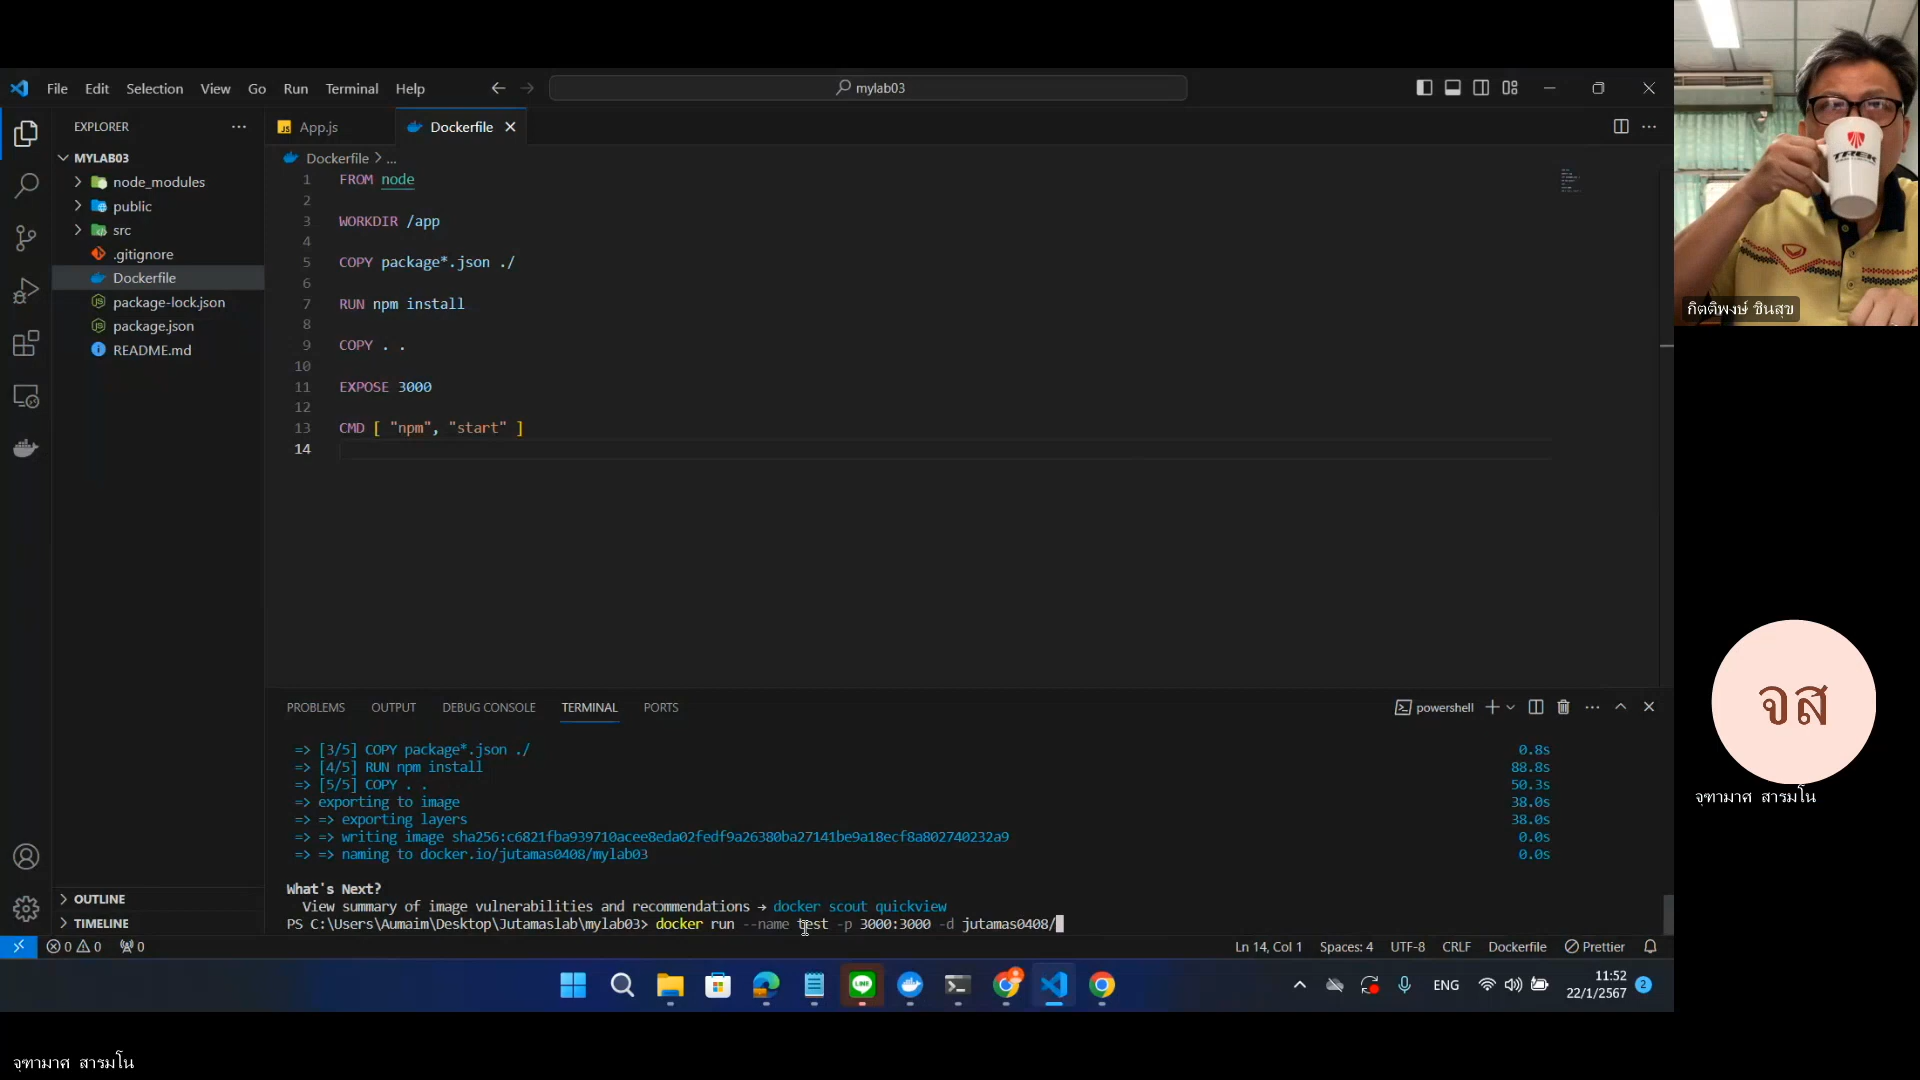 File Edit Selection View Go Run Terminal Help
mylab03
EXPLORER
App.js
Dockerfile
MYLAB03
node_modules
public
src
.gitignore
Dockerfile
package-lock.json
package.json
README.md
OUTLINE
TIMELINE
Dockerfile > ...
1 FROM node
2
3 WORKDIR /app
4
5 COPY package*.json ./
6
7 RUN npm install
8
9 COPY . .
10
11 EXPOSE 3000
12
13 CMD [ "npm", "start" ]
14
PROBLEMS OUTPUT DEBUG CONSOLE TERMINAL PORTS
powershell
=> [3/5] COPY package*.json ./ 0.8s
=> [4/5] RUN npm install 88.8s
=> [5/5] COPY . . 50.3s
=> exporting to image 38.0s
=> => exporting layers 38.0s
=> => writing image sha256:c6821fba939710acee8eda02fedf9a26380ba27141be9a18ecf8a802740232a9 0.0s
=> => naming to docker.io/jutamas0408/mylab03 0.0s
What's Next?
View summary of image vulnerabilities and recommendations → docker scout quickview
PS C:\Users\Aumaim\Desktop\Jutamaslab\mylab03> docker run --name test -p 3000:3000 -d jutamas0408/
0 0 0
Ln 14, Col 1 Spaces: 4 UTF-8 CRLF Dockerfile Prettier
LINE
ENG
11:52
22/1/2567
2
TREK
กิตติพงษ์ ชินสุข
จส
จุฑามาศ สารมโน
จุฑามาศ สารมโน